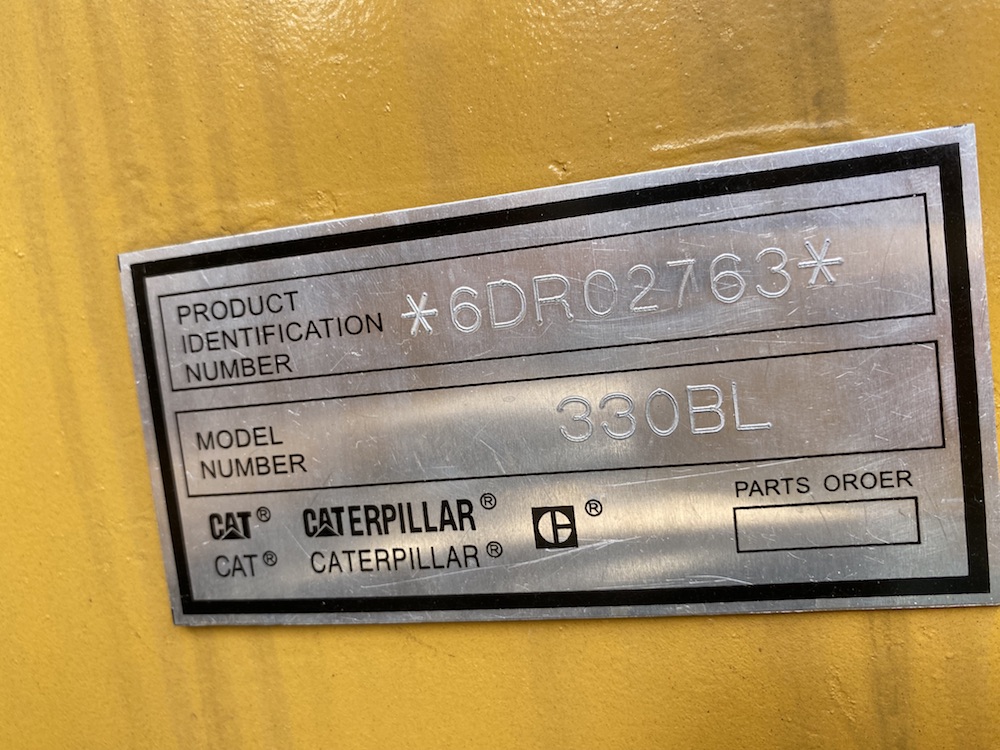 PRODUCT
IDENTIFICATION
NUMBER
*6DR02763*
MODEL
NUMBER
330BL
CAT® CATERPILLAR® C®
CAT® CATERPILLAR®
PARTS OROER